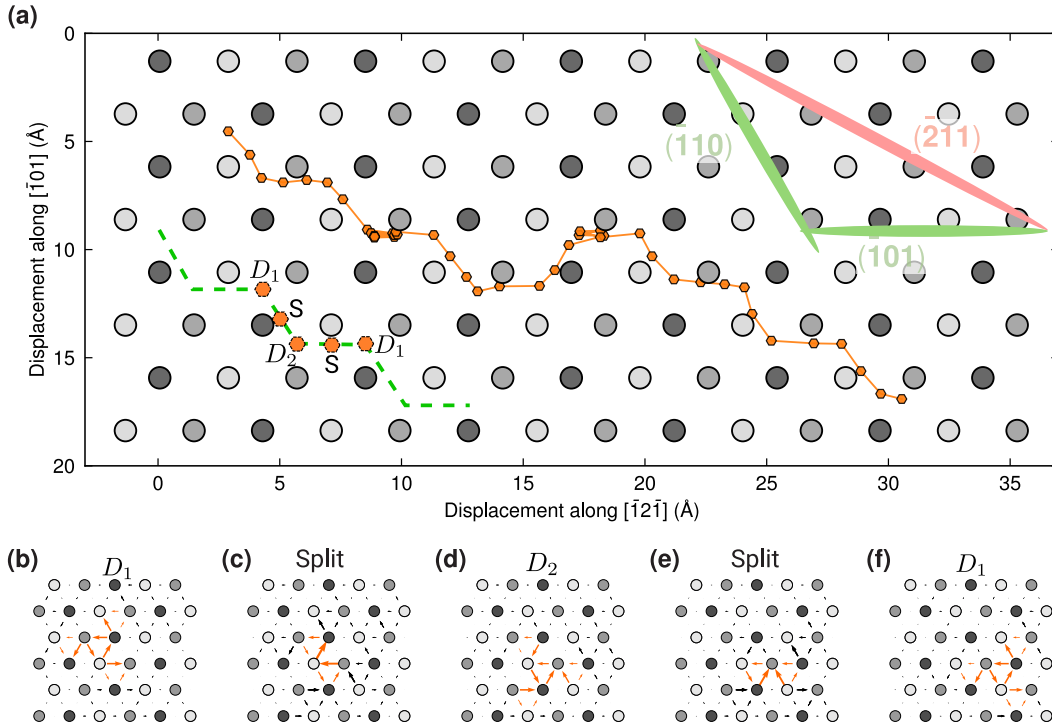 (a)
0
5
10
15
20
Displacement along [1̄01] (Å)
0 5 10 15 20 25 30 35
Displacement along [1̄21̄] (Å)
(1̄10)
(2̄11)
(1̄01)
D₁
S
D₂
S
D₁
(b) D₁
(c) Split
(d) D₂
(e) Split
(f) D₁